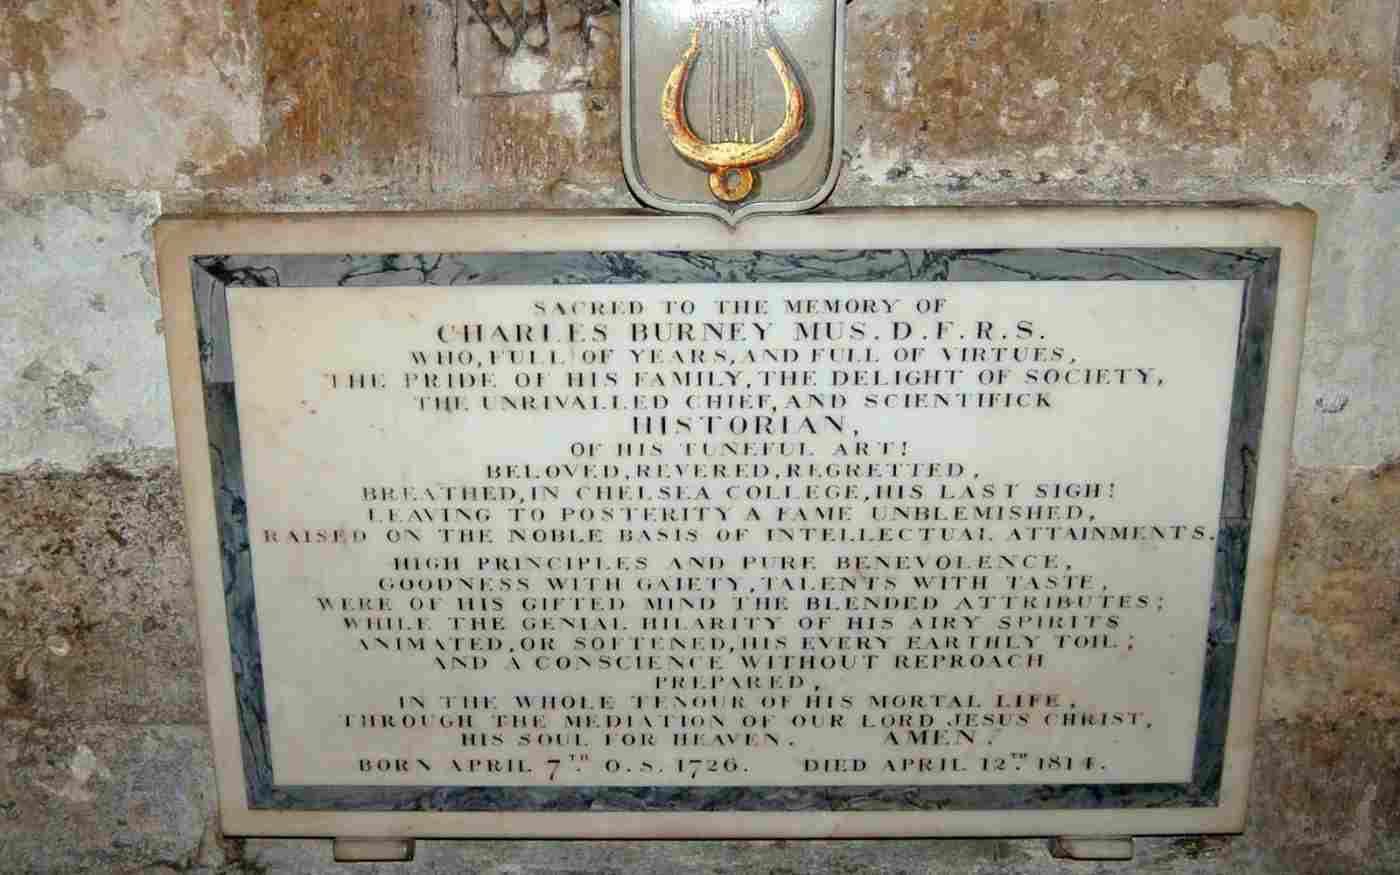 SACRED TO THE MEMORY OF
CHARLES BURNEY MUS.D.F.R.S.
WHO, FULL OF YEARS, AND FULL OF VIRTUES,
THE PRIDE OF HIS FAMILY, THE DELIGHT OF SOCIETY,
THE UNRIVALLED CHIEF, AND SCIENTIFICK
HISTORIAN,
OF HIS TUNEFUL ART!
BELOVED, REVERED, REGRETTED,
BREATHED, IN CHELSEA COLLEGE, HIS LAST SIGH!
LEAVING TO POSTERITY A FAME UNBLEMISHED,
RAISED ON THE NOBLE BASIS OF INTELLECTUAL ATTAINMENTS.
HIGH PRINCIPLES AND PURE BENEVOLENCE,
GOODNESS WITH GAIETY, TALENTS WITH TASTE,
WERE OF HIS GIFTED MIND THE BLENDED ATTRIBUTES;
WHILE THE GENIAL HILARITY OF HIS AIRY SPIRITS
ANIMATED, OR SOFTENED, HIS EVERY EARTHLY TOIL;
AND A CONSCIENCE WITHOUT REPROACH
PREPARED,
IN THE WHOLE TENOUR OF HIS MORTAL LIFE,
THROUGH THE MEDIATION OF OUR LORD JESUS CHRIST,
HIS SOUL FOR HEAVEN. AMEN.
BORN APRIL 7TH. O.S. 1726. DIED APRIL 12TH. 1814.